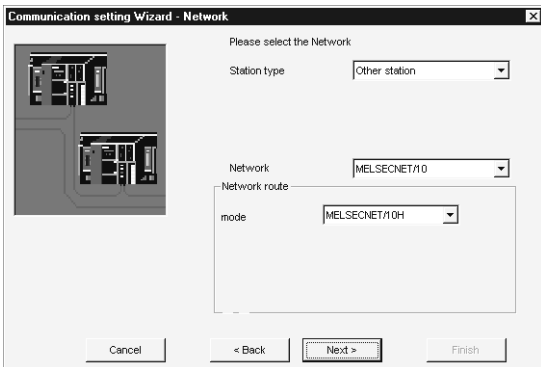 Communication setting Wizard - Network
Please select the Network
Station type Other station
Network MELSECNET/10
Network route
mode MELSECNET/10H
Cancel < Back Next > Finish